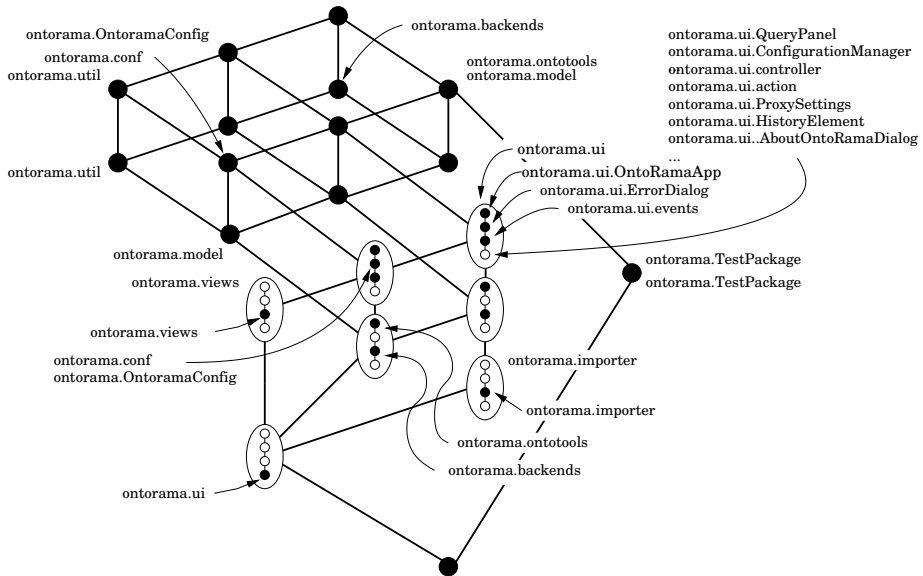 ontorama.backends
ontorama.OntoramaConfig
ontorama.conf
ontorama.util
ontorama.ontotools
ontorama.model
ontorama.ui.QueryPanel
ontorama.ui.ConfigurationManager
ontorama.ui.controller
ontorama.ui.action
ontorama.ui.ProxySettings
ontorama.ui.HistoryElement
ontorama.ui..AboutOntoRamaDialog
...
ontorama.ui
ontorama.ui.OntoRamaApp
ontorama.ui.ErrorDialog
ontorama.ui.events
ontorama.util
ontorama.model
ontorama.views
ontorama.TestPackage
ontorama.TestPackage
ontorama.views
ontorama.conf
ontorama.OntoramaConfig
ontorama.importer
ontorama.importer
ontorama.ontotools
ontorama.backends
ontorama.ui